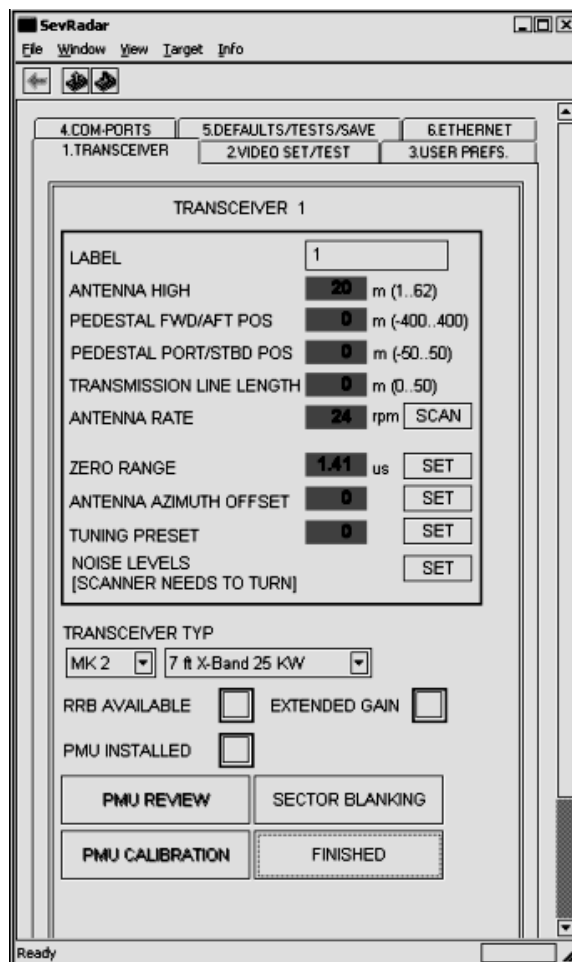 SevRadar
File Window View Target Info
4.COM-PORTS 5.DEFAULTS/TESTS/SAVE 6.ETHERNET
1.TRANSCEIVER 2.VIDEO SET/TEST 3.USER PREFS.
TRANSCEIVER 1
LABEL 1
ANTENNA HIGH 20 m (1..62)
PEDESTAL FWD/AFT POS 0 m (-400..400)
PEDESTAL PORT/STBD POS 0 m (-50..50)
TRANSMISSION LINE LENGTH 0 m (0..50)
ANTENNA RATE 24 rpm SCAN
ZERO RANGE 1.41 us SET
ANTENNA AZIMUTH OFFSET 0 SET
TUNING PRESET 0 SET
NOISE LEVELS SET
[SCANNER NEEDS TO TURN]
TRANSCEIVER TYP
MK 2 7 ft X-Band 25 KW
RRB AVAILABLE EXTENDED GAIN
PMU INSTALLED
PMU REVIEW SECTOR BLANKING
PMU CALIBRATION FINISHED
Ready